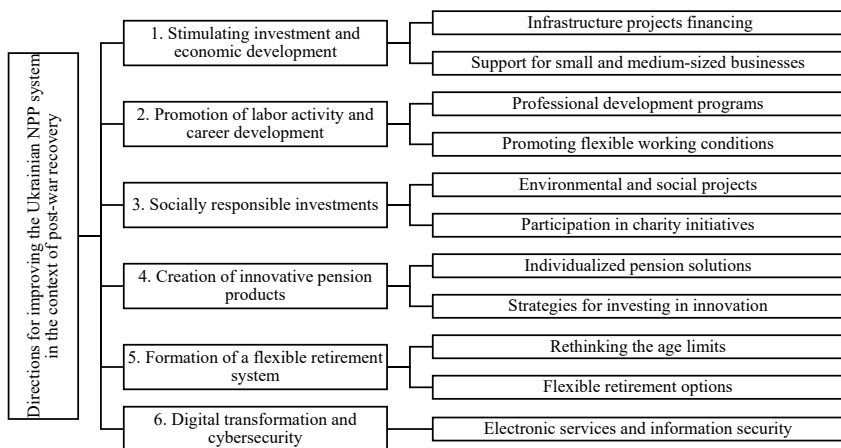 Directions for improving the Ukrainian NPP system
in the context of post-war recovery
1. Stimulating investment and
economic development
Infrastructure projects financing
Support for small and medium-sized businesses
2. Promotion of labor activity and
career development
Professional development programs
Promoting flexible working conditions
3. Socially responsible investments
Environmental and social projects
Participation in charity initiatives
4. Creation of innovative pension
products
Individualized pension solutions
Strategies for investing in innovation
5. Formation of a flexible retirement
system
Rethinking the age limits
Flexible retirement options
6. Digital transformation and
cybersecurity
Electronic services and information security